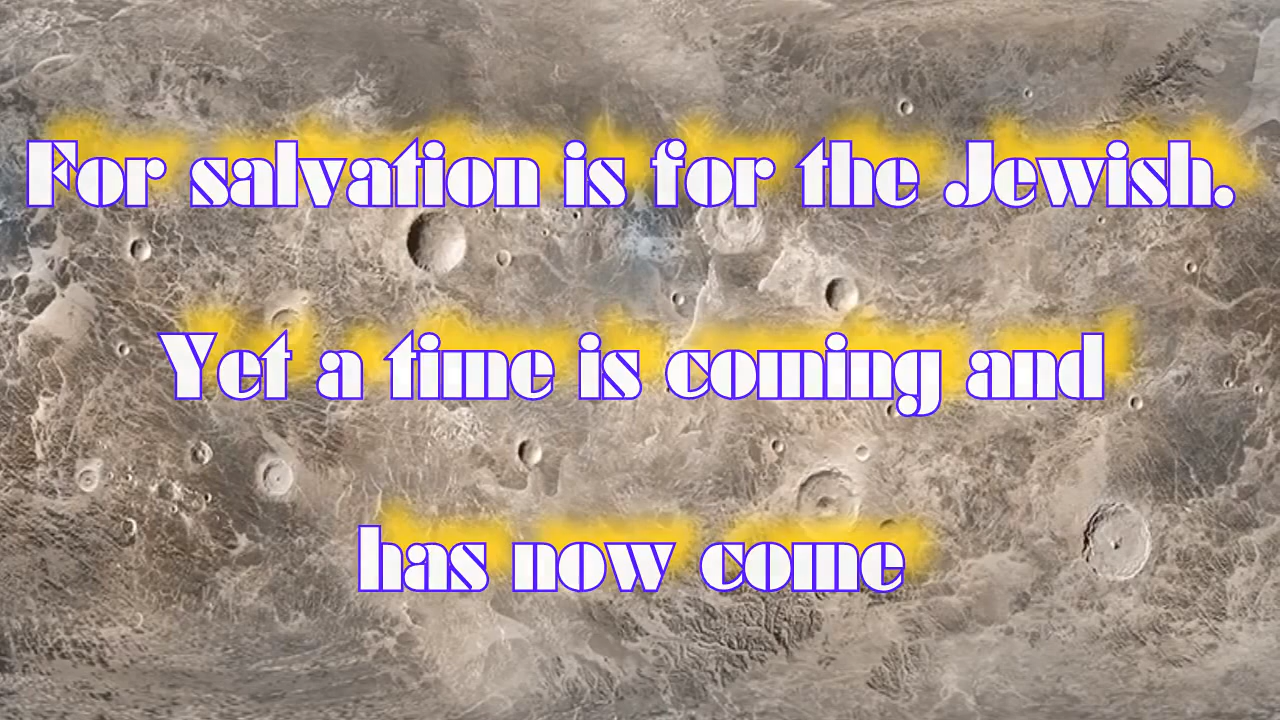 For salvation is for the Jewish.
Yet a time is coming and
has now come